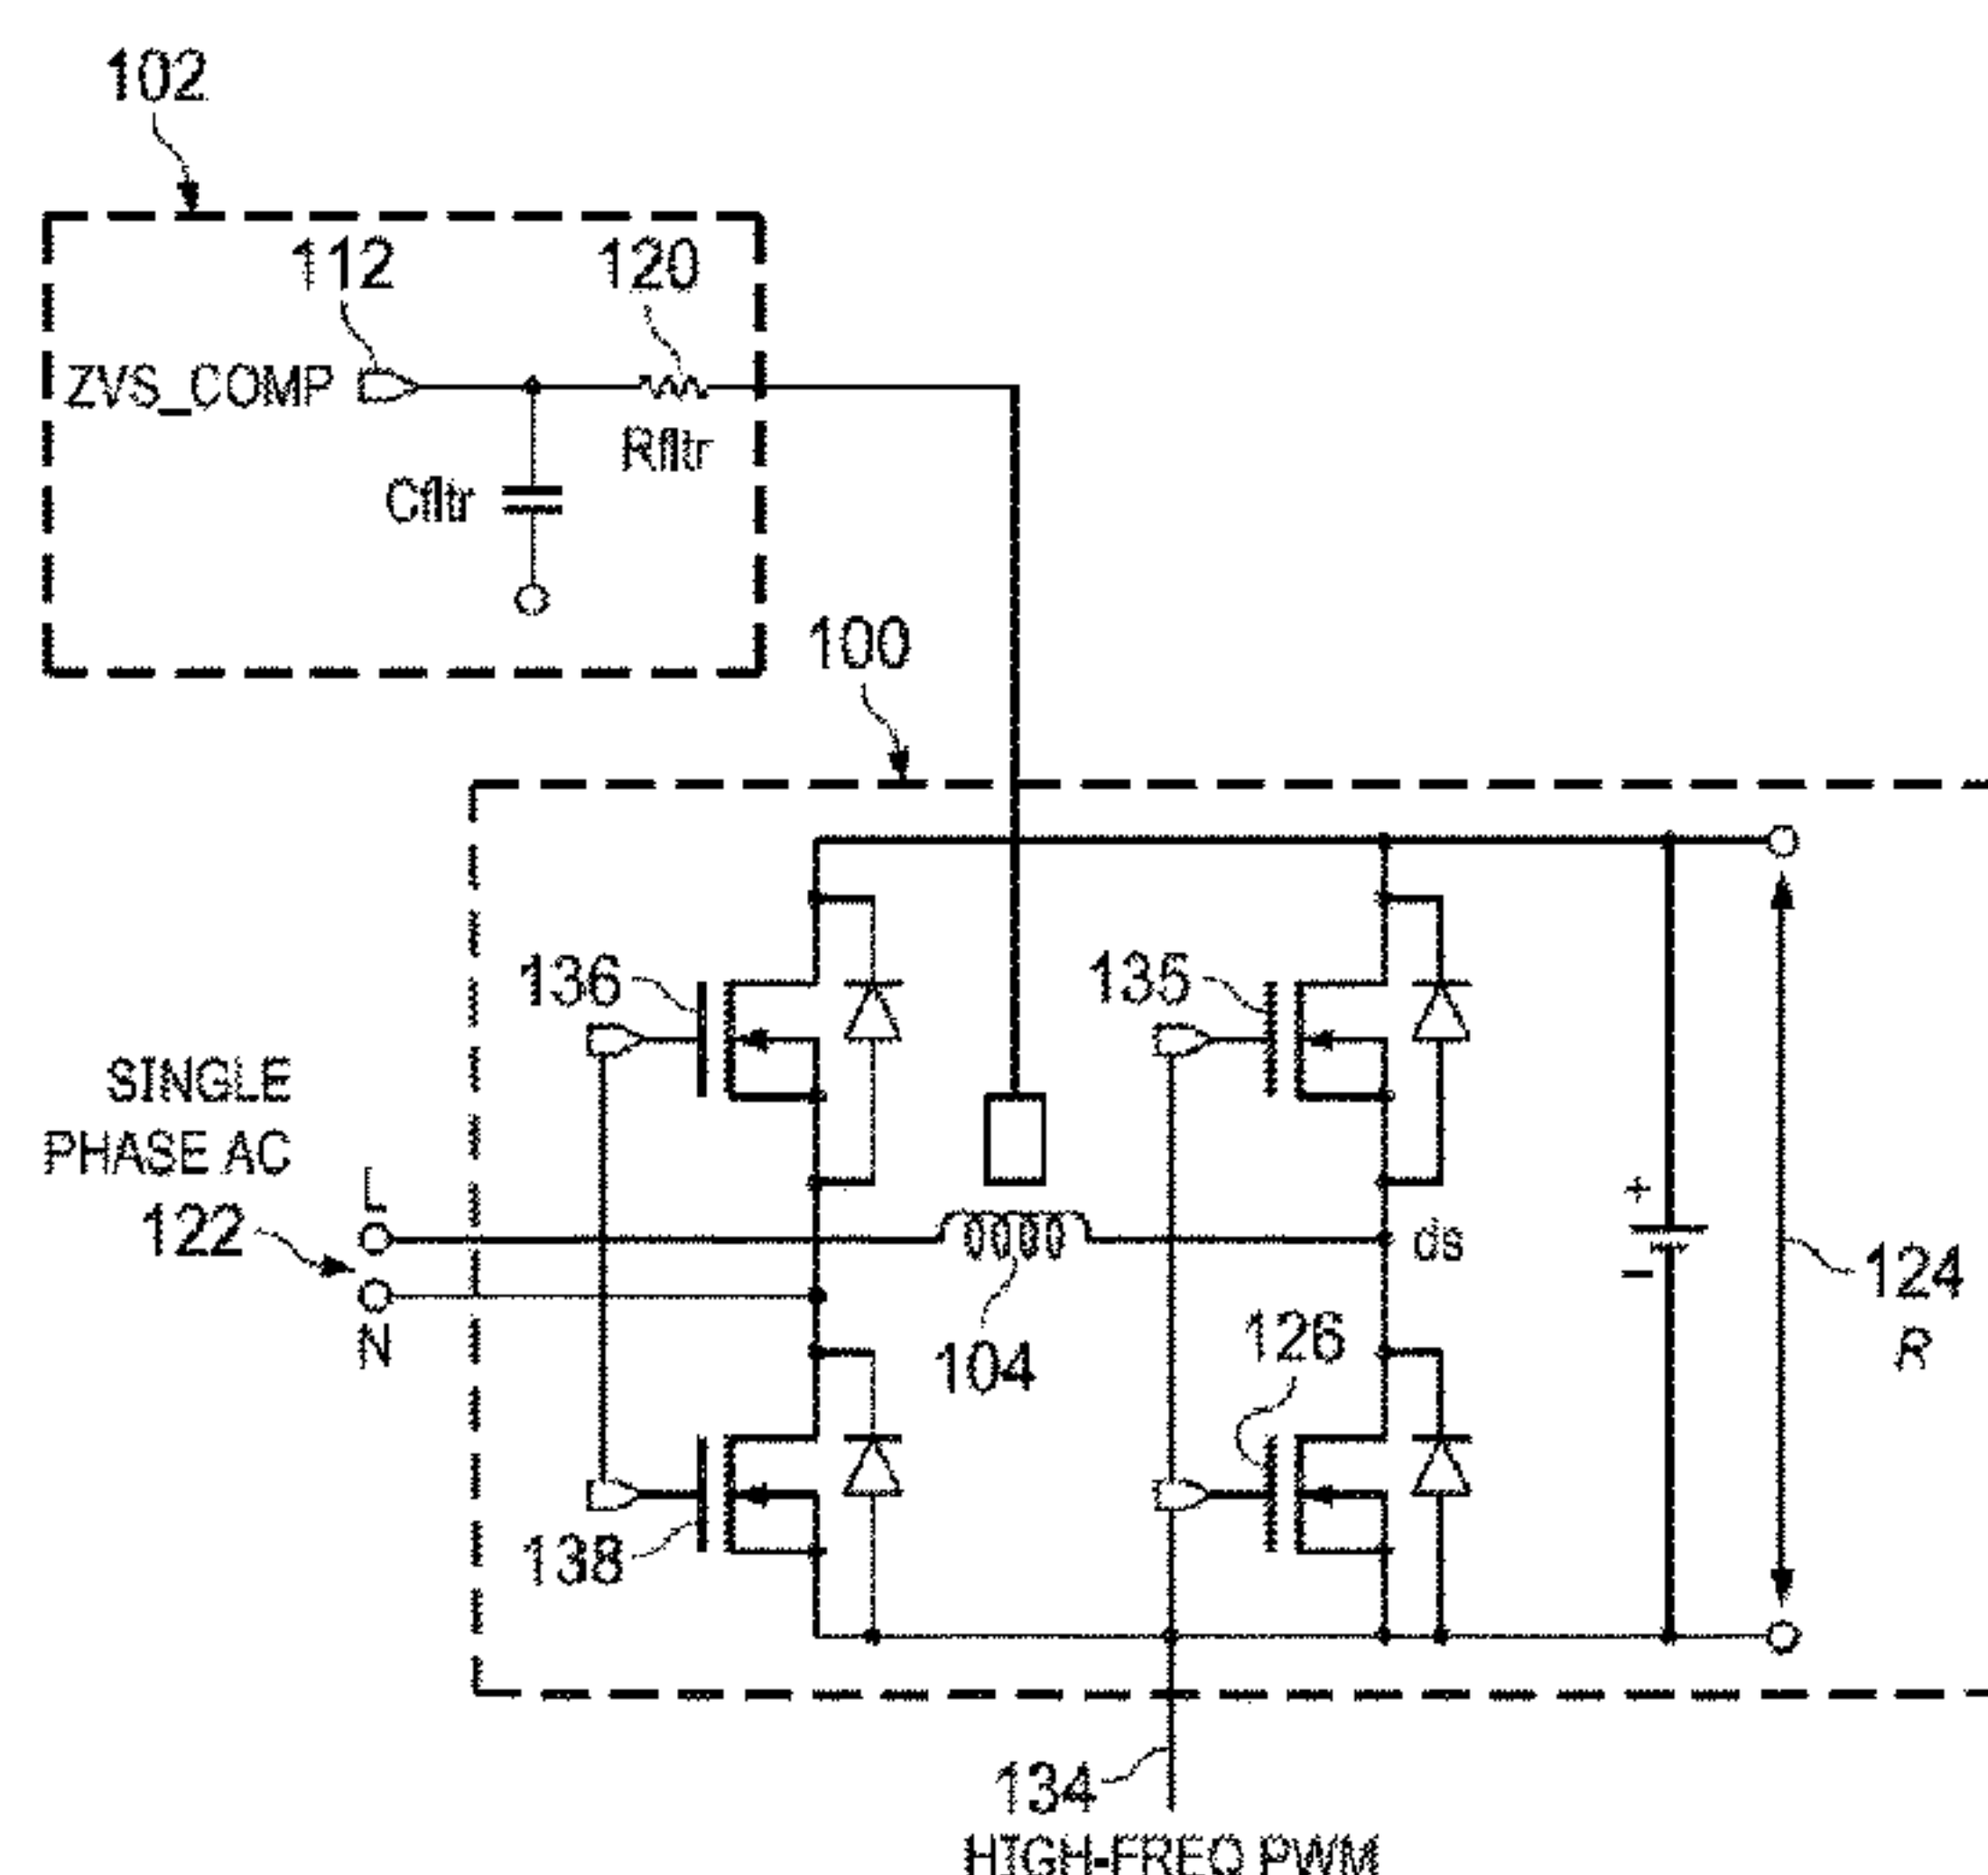 102
112
120
ZVS_COMP
Rfltr
Cfltr
100
136
135
SINGLE
PHASE AC
L
122
ds
+
−
124
R
N
104
126
138
134
HIGH-FREQ PWM